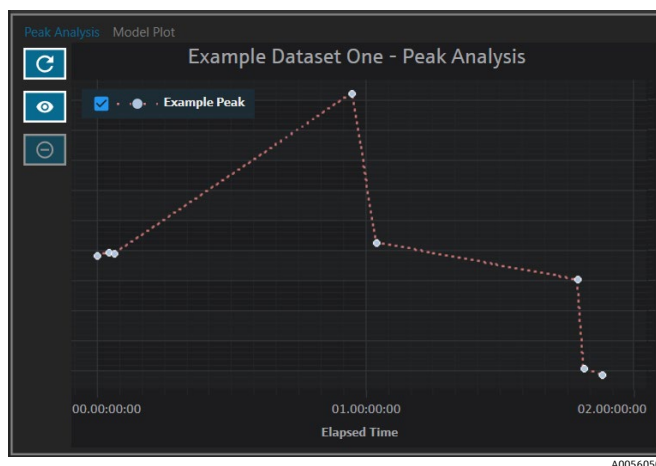 Peak Analysis Model Plot
Example Dataset One - Peak Analysis
Example Peak
00.00:00:00 01.00:00:00 02.00:00:00
Elapsed Time